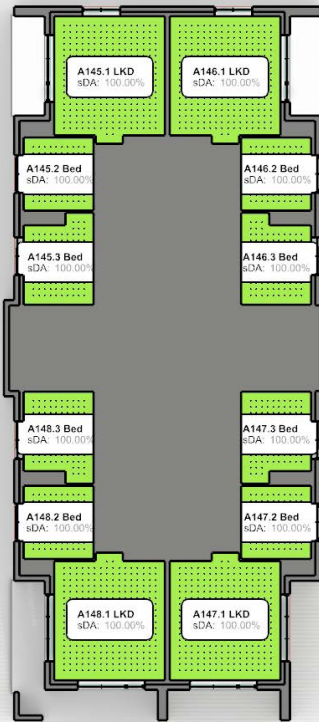 A145.1 LKD
sDA: 100.00%
A146.1 LKD
sDA: 100.00%
A145.2 Bed
sDA: 100.00%
A146.2 Bed
sDA: 100.00%
A145.3 Bed
sDA: 100.00%
A146.3 Bed
sDA: 100.00%
A148.3 Bed
sDA: 100.00%
A147.3 Bed
sDA: 100.00%
A148.2 Bed
sDA: 100.00%
A147.2 Bed
sDA: 100.00%
A148.1 LKD
sDA: 100.00%
A147.1 LKD
sDA: 100.00%